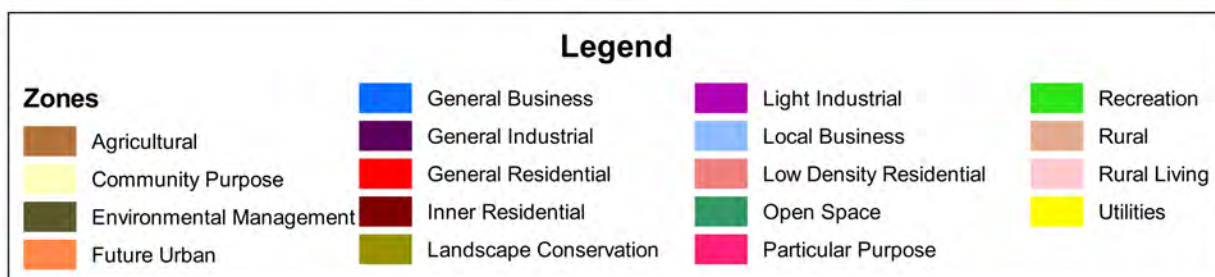 Legend
Zones
Agricultural
Community Purpose
Environmental Management
Future Urban
General Business
General Industrial
General Residential
Inner Residential
Landscape Conservation
Light Industrial
Local Business
Low Density Residential
Open Space
Particular Purpose
Recreation
Rural
Rural Living
Utilities